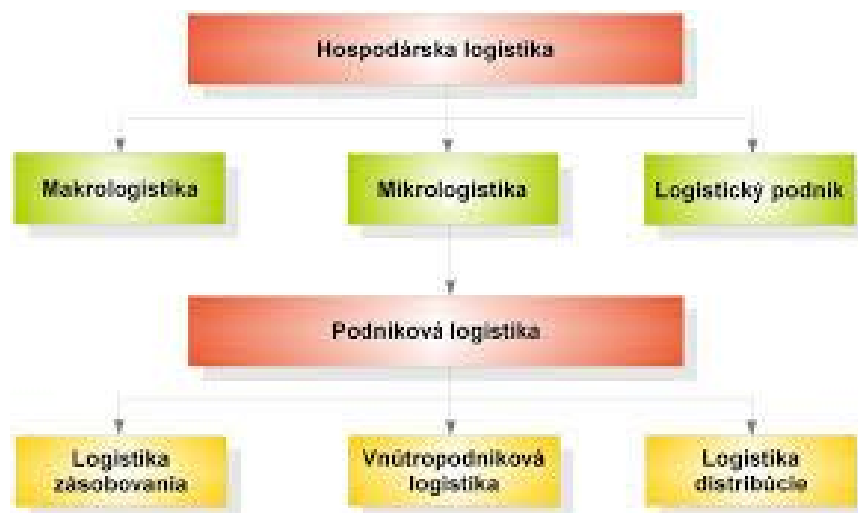 Hospodárska logistika
Makrologistika
Mikrologistika
Logistický podnik
Podniková logistika
Logistika
zásobovania
Vnútropodniková
logistika
Logistika
distribúcie